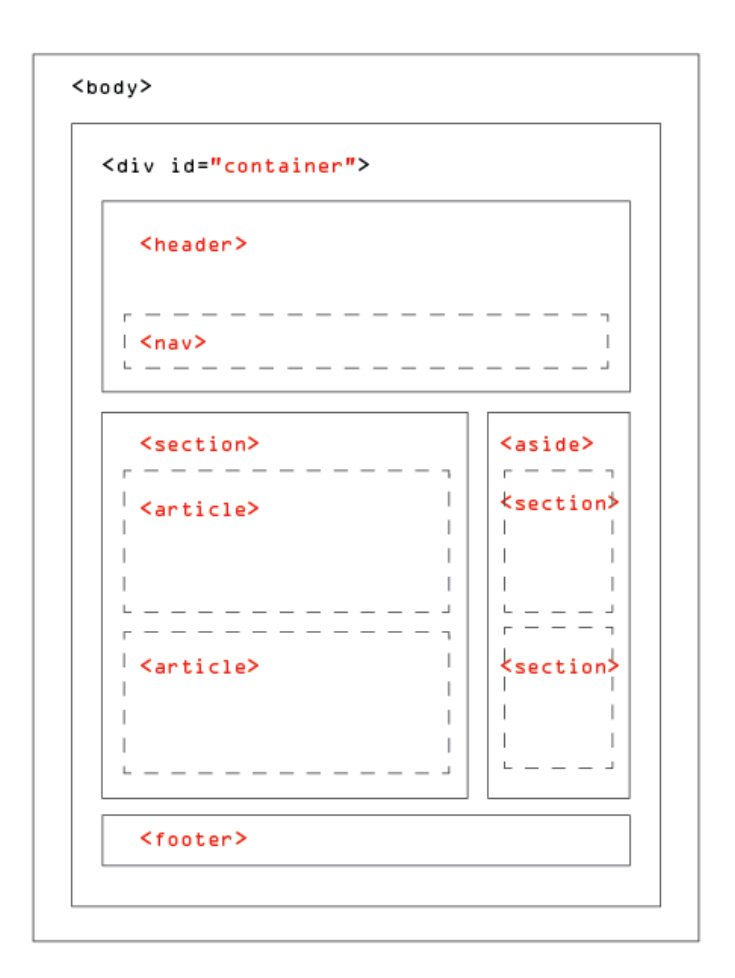 <body>
<div id="container">
<header>
<nav>
<section>
<article>
<article>
<aside>
<section>
<section>
<footer>